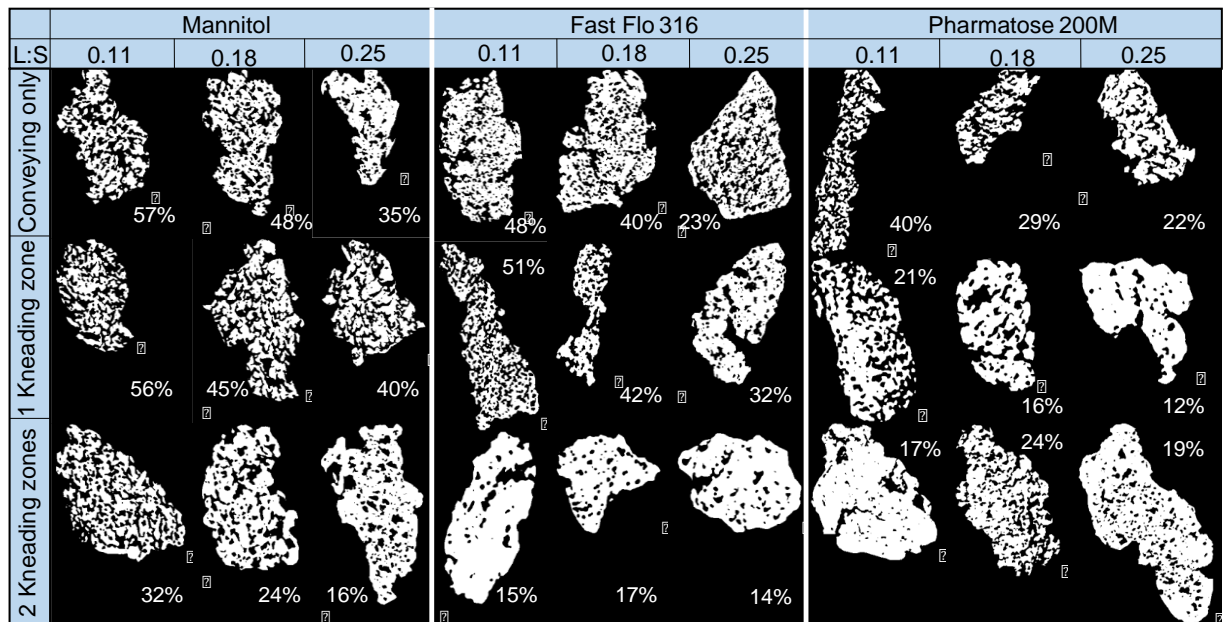 Mannitol Fast Flo 316 Pharmatose 200M
L:S 0.11 0.18 0.25 0.11 0.18 0.25 0.11 0.18 0.25
Conveying only
57% 48% 35% 48% 40% 23% 40% 29% 22%
1 Kneading zone
51% 21%
56% 45% 40% 42% 32% 16% 12%
2 Kneading zones
17% 24% 19%
32% 24% 16% 15% 17% 14%